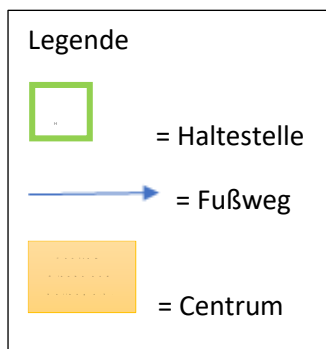 Legende
= Haltestelle
= Fußweg
= Centrum